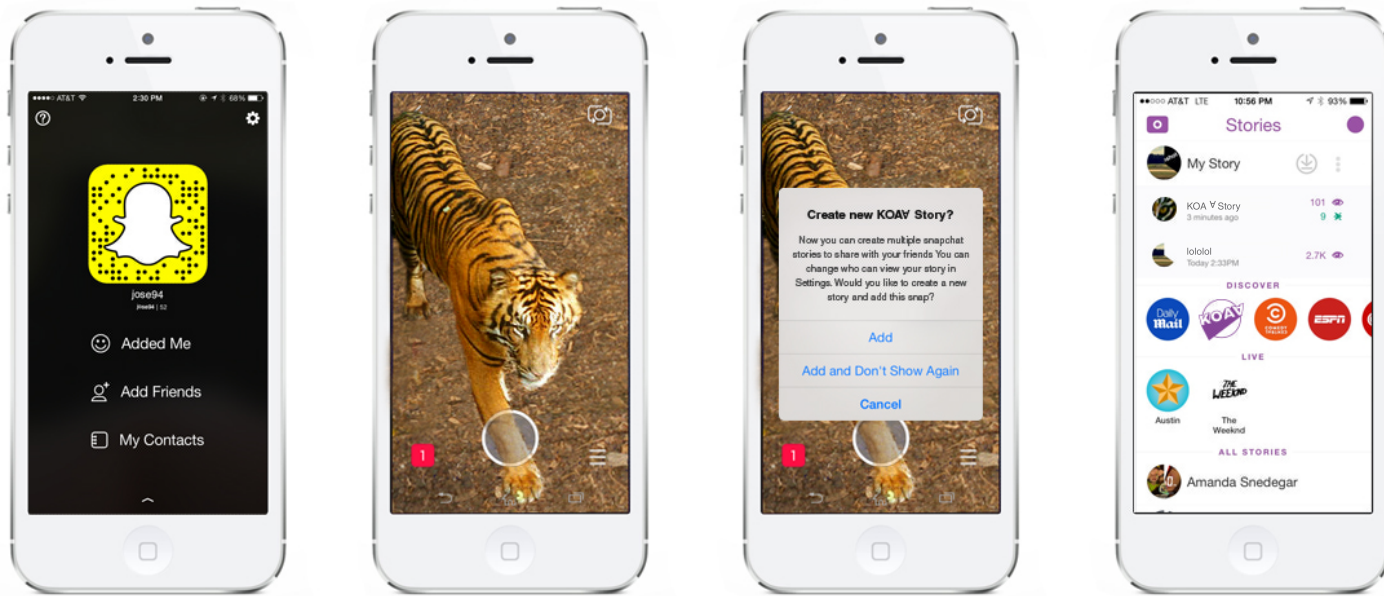 AT&T 2:30 PM 68%
jose94
| 52
Added Me
Add Friends
My Contacts
1
Create new KOA∀ Story?
Now you can create multiple snapchat
stories to share with your friends You can
change who can view your story in
Settings. Would you like to create a new
story and add this snap?
Add
Add and Don't Show Again
Cancel
1
AT&T LTE 10:56 PM 93%
Stories
My Story
KOA ∀ Story 101
3 minutes ago 9
lololol 2.7K
Today 2:33PM
DISCOVER
Daily
Mail
KOA∀
COMEDY
ESPN
LIVE
THE
WEEKND
Austin
The
Weeknd
ALL STORIES
Amanda Snedegar